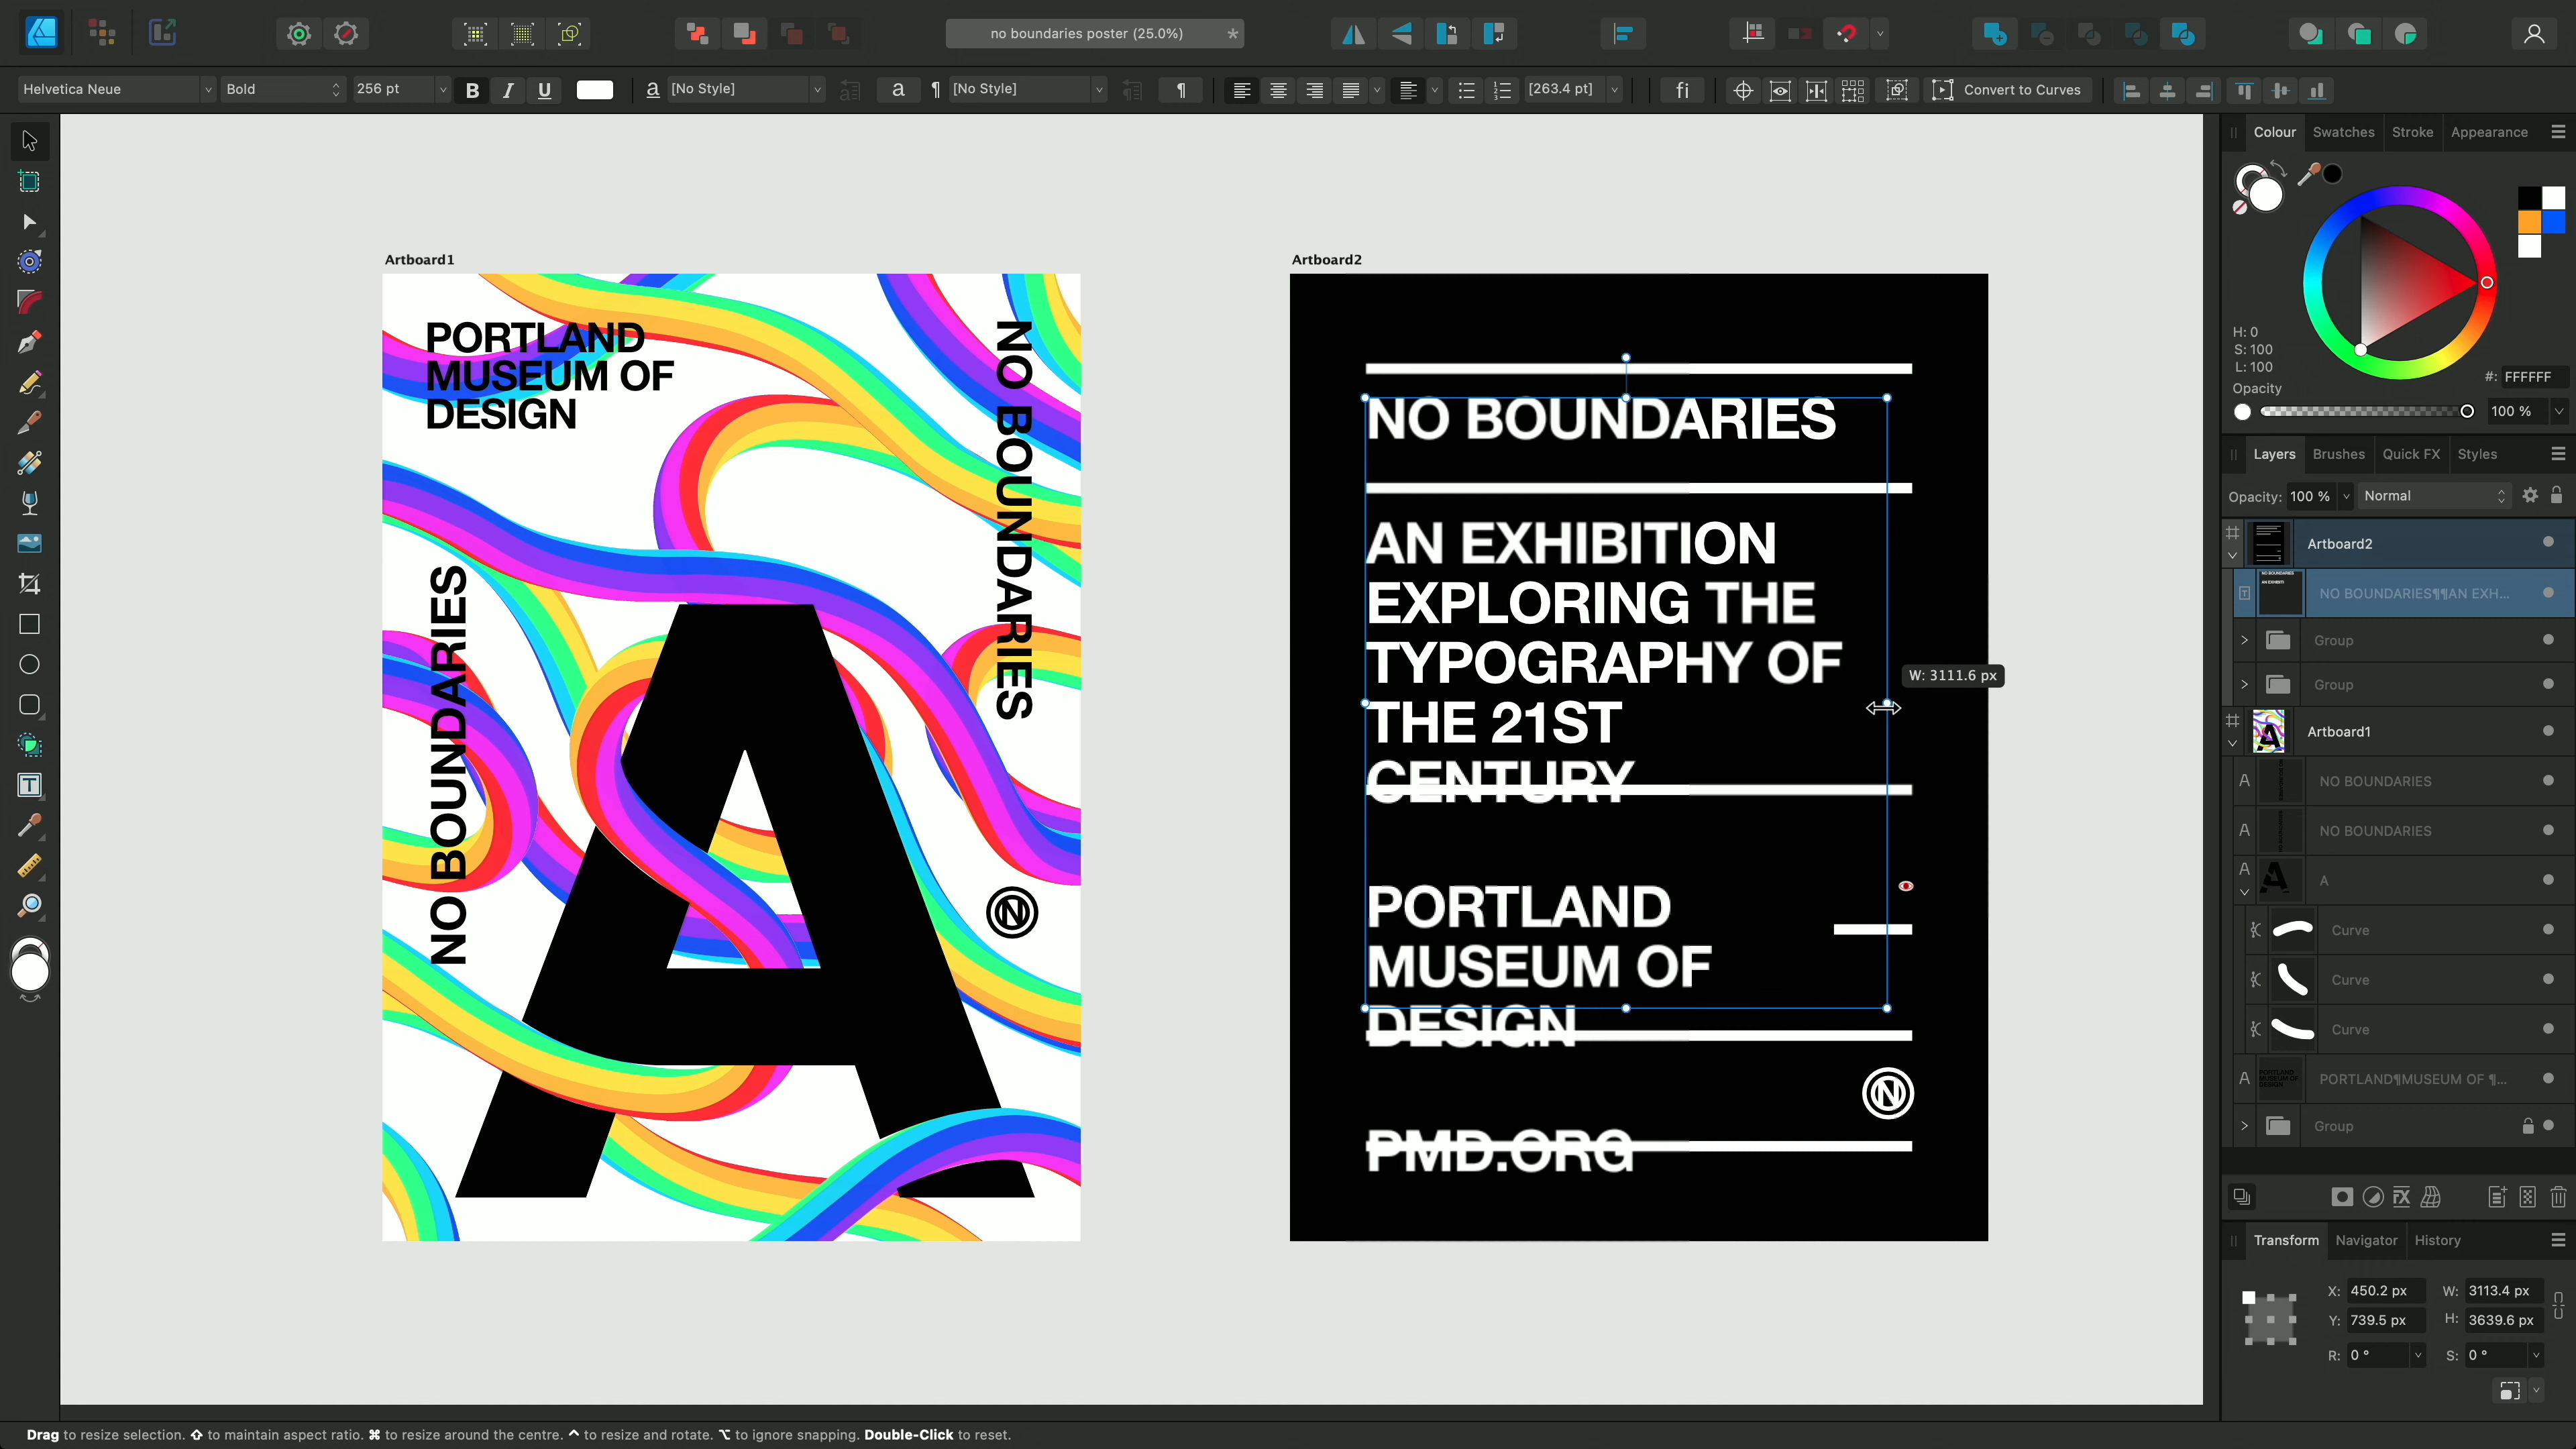 no boundaries poster (25.0%) *
Helvetica Neue
Bold
256 pt
B I U
a [No Style]
a
¶ [No Style]
¶
[263.4 pt]
fi
Convert to Curves
Artboard1
PORTLAND
MUSEUM OF
DESIGN
NO BOUNDARIES
NO BOUNDARIES
A
N
Artboard2
NO BOUNDARIES
AN EXHIBITION
EXPLORING THE
TYPOGRAPHY OF
THE 21ST
CENTURY
PORTLAND
MUSEUM OF
DESIGN
PMD.ORG
N
W: 3111.6 px
Colour Swatches Stroke Appearance
H: 0
S: 100
L: 100
#: FFFFFF
Opacity
100 %
Layers Brushes Quick FX Styles
Opacity: 100 % Normal
Artboard2
NO BOUNDARIES¶¶AN EXH...
Group
Group
Artboard1
A NO BOUNDARIES
A NO BOUNDARIES
A A
Curve
Curve
Curve
A PORTLAND¶MUSEUM OF ¶...
Group
Transform Navigator History
X: 450.2 px W: 3113.4 px
Y: 739.5 px H: 3639.6 px
R: 0 ° S: 0 °
Drag to resize selection. ⇧ to maintain aspect ratio. ⌘ to resize around the centre. ^ to resize and rotate. ⌥ to ignore snapping. Double-Click to reset.